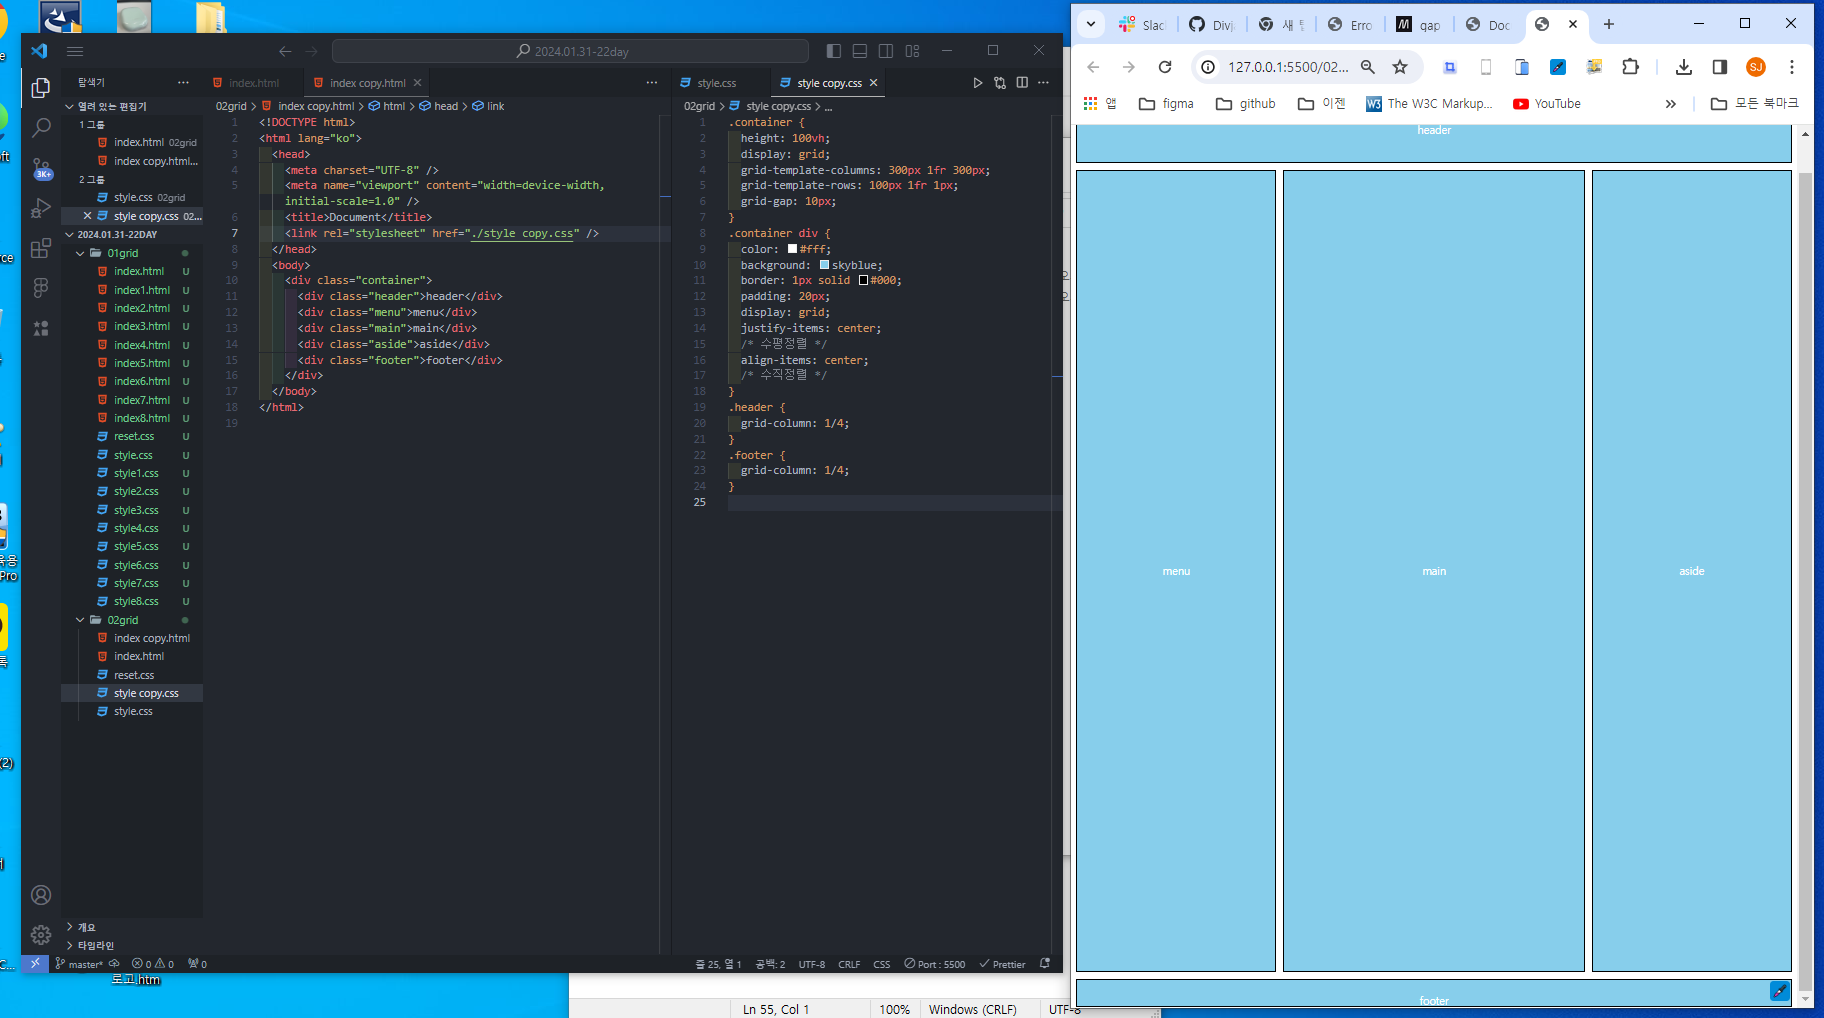 2024.01.31-22day
탐색기
열려 있는 편집기
1 그룹
index.html 02grid
index copy.html...
2 그룹
style.css 02grid
style copy.css 02...
2024.01.31-22DAY
01grid
index.html U
index1.html U
index2.html U
index3.html U
index4.html U
index5.html U
index6.html U
index7.html U
index8.html U
reset.css U
style.css U
style1.css U
style2.css U
style3.css U
style4.css U
style5.css U
style6.css U
style7.css U
style8.css U
02grid
index copy.html
index.html
reset.css
style copy.css
style.css
개요
타임라인
3K+
index.html
index copy.html
02grid > index copy.html > html > head > link
1 <!DOCTYPE html>
2 <html lang="ko">
3 <head>
4 <meta charset="UTF-8" />
5 <meta name="viewport" content="width=device-width,
initial-scale=1.0" />
6 <title>Document</title>
7 <link rel="stylesheet" href="./style copy.css" />
8 </head>
9 <body>
10 <div class="container">
11 <div class="header">header</div>
12 <div class="menu">menu</div>
13 <div class="main">main</div>
14 <div class="aside">aside</div>
15 <div class="footer">footer</div>
16 </div>
17 </body>
18 </html>
19
style.css
style copy.css
02grid > style copy.css > ...
1 .container {
2 height: 100vh;
3 display: grid;
4 grid-template-columns: 300px 1fr 300px;
5 grid-template-rows: 100px 1fr 1px;
6 grid-gap: 10px;
7 }
8 .container div {
9 color: #fff;
10 background: skyblue;
11 border: 1px solid #000;
12 padding: 20px;
13 display: grid;
14 justify-items: center;
15 /* 수평정렬 */
16 align-items: center;
17 /* 수직정렬 */
18 }
19 .header {
20 grid-column: 1/4;
21 }
22 .footer {
23 grid-column: 1/4;
24 }
25
master* 0 0 0
줄 25, 열 1 공백: 2 UTF-8 CRLF CSS Port : 5500 Prettier
로고.htm
Ln 55, Col 1 100% Windows (CRLF) UTF-8
Slac
Divi
Erro
gap
Doc
127.0.0.1:5500/02...
SJ
앱 figma github 이젠 The W3C Markup... YouTube » 모든 북마크
header
menu
main
aside
footer
Pro
(2)